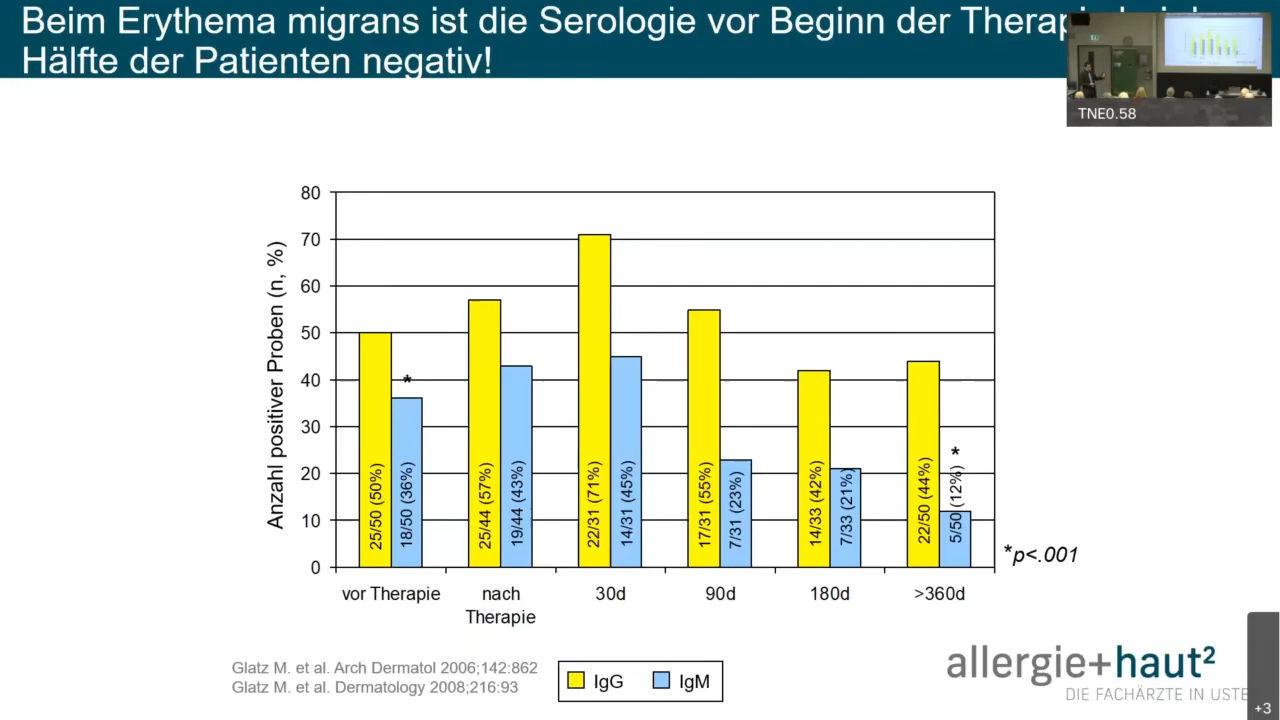 Beim Erythema migrans ist die Serologie vor Beginn der
Hälfte der Patienten negativ!
TNE0.58
Anzahl positiver Proben (n, %)
80
70
60
50
40
30
20
10
0
25/50 (50%)
18/50 (36%)
*
25/44 (57%)
19/44 (43%)
22/31 (71%)
14/31 (45%)
17/31 (55%)
7/31 (23%)
14/33 (42%)
7/33 (21%)
22/50 (44%)
5/50 (12%)
*
*p<.001
vor Therapie
nach
Therapie
30d
90d
180d
>360d
Glatz M. et al. Arch Dermatol 2006;142:862
Glatz M. et al. Dermatology 2008;216:93
IgG
IgM
allergie+haut²
DIE FACHÄRZTE IN USTE
+3